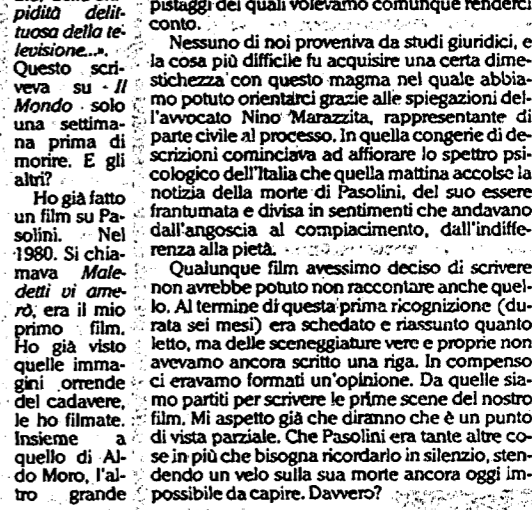 pidità delit-
tuosa della te-
levisione...».
Questo scri-
veva su Il
Mondo solo
una settima-
na prima di
morire. E gli
altri?
Ho già fatto
un film su Pa-
solini. Nel
1980. Si chia-
mava Male-
detti vi ame-
rò, era il mio
primo film.
Ho già visto
quelle imma-
gini orrende
del cadavere,
le ho filmate.
Insieme a
quello di Al-
do Moro, l'al-
tro grande
pistaggi dei quali volevamo comunque renderci
conto.
Nessuno di noi proveniva da studi giuridici, e
la cosa più difficile fu acquisire una certa dime-
stichezza con questo magma nel quale abbia-
mo potuto orientarci grazie alle spiegazioni del-
l'avvocato Nino Marazzita, rappresentante di
parte civile al processo. In quella congerie di de-
scrizioni cominciava ad affiorare lo spettro psi-
cologico dell'Italia che quella mattina accolse la
notizia della morte di Pasolini, del suo essere
frantumata e divisa in sentimenti che andavano
dall'angoscia al compiacimento, dall'indiffe-
renza alla pietà.
Qualunque film avessimo deciso di scrivere
non avrebbe potuto non raccontare anche quel-
lo. Al termine di questa prima ricognizione (du-
rata sei mesi) era schedato e riassunto quanto
letto, ma delle sceneggiature vere e proprie non
avevamo ancora scritto una riga. In compenso
ci eravamo formati un'opinione. Da quelle sia-
mo partiti per scrivere le prime scene del nostro
film. Mi aspetto già che diranno che è un punto
di vista parziale. Che Pasolini era tante altre co-
se in più che bisogna ricordarlo in silenzio, sten-
dendo un velo sulla sua morte ancora oggi im-
possibile da capire. Davvero?